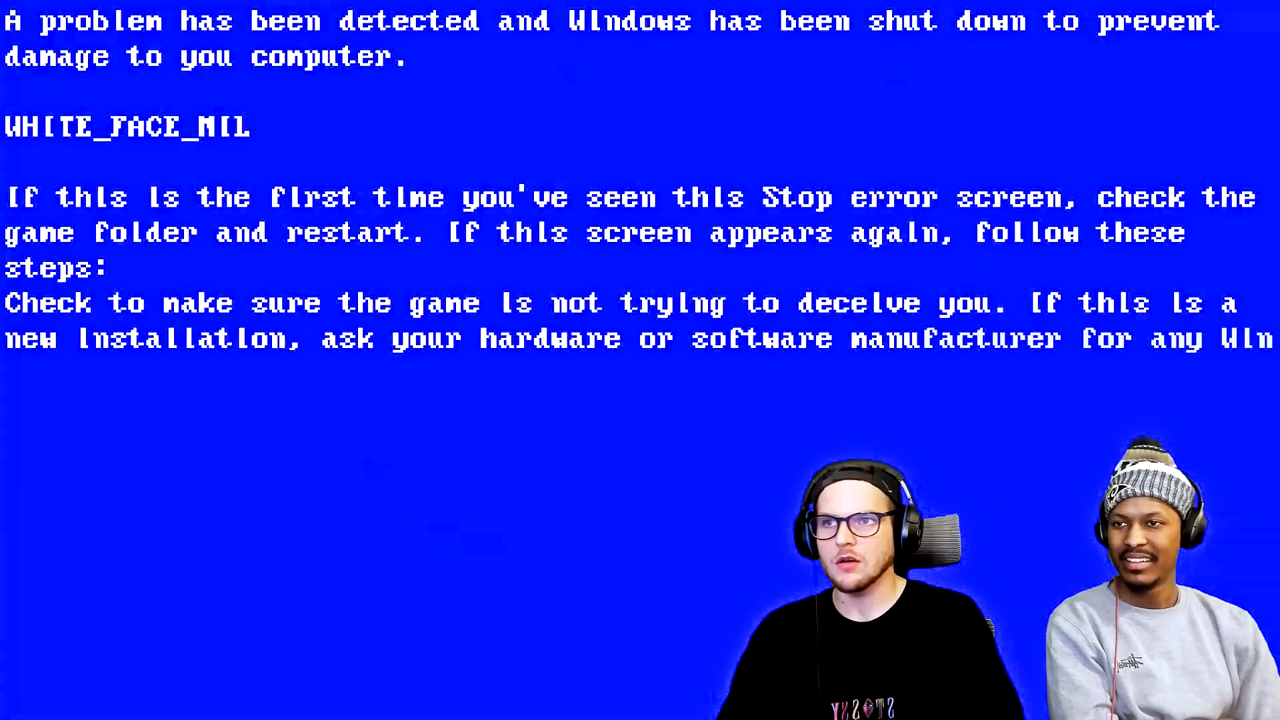 A problem has been detected and Windows has been shut down to prevent
damage to you computer.
WHITE_FACE_MIL
If this is the first time you've seen this Stop error screen, check the
game folder and restart. If this screen appears again, follow these
steps:
Check to make sure the game is not trying to deceive you. If this is a
new installation, ask your hardware or software manufacturer for any Win